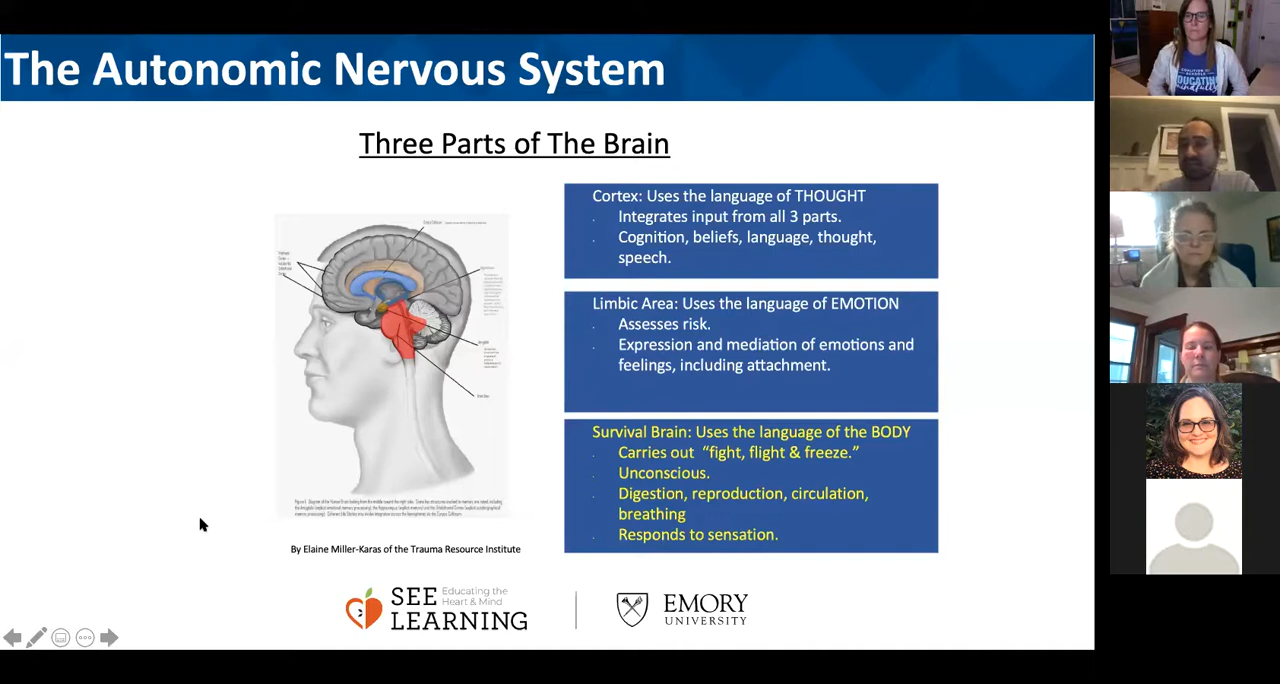 The Autonomic Nervous System
Three Parts of The Brain
Cortex: Uses the language of THOUGHT
Integrates input from all 3 parts.
Cognition, beliefs, language, thought,
speech.
Limbic Area: Uses the language of EMOTION
Assesses risk.
Expression and mediation of emotions and
feelings, including attachment.
Survival Brain: Uses the language of the BODY
Carries out “fight, flight & freeze.”
Unconscious.
Digestion, reproduction, circulation,
breathing
Responds to sensation.
By Elaine Miller-Karas of the Trauma Resource Institute
SEE Educating the
Heart & Mind
LEARNING
EMORY
UNIVERSITY
COALITION
SCHOOLS
EDUCATING
mindfully